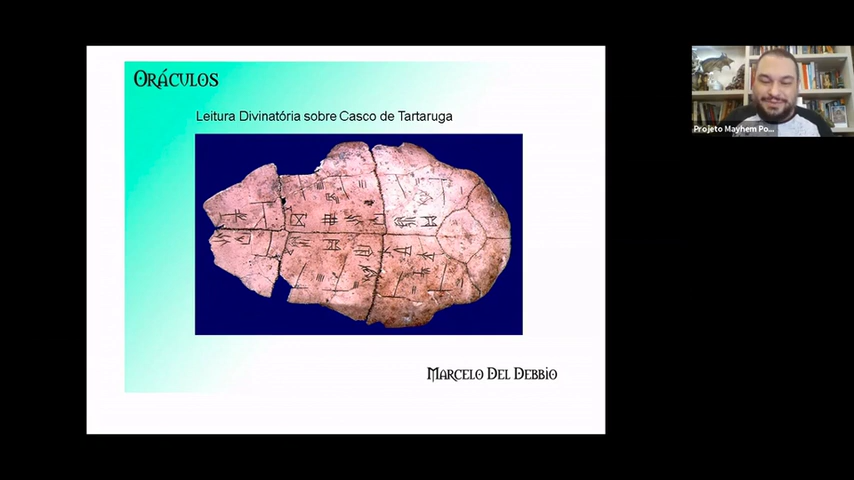 Oráculos
Leitura Divinatória sobre Casco de Tartaruga
Marcelo Del Debbio
Projeto Mayhem Po...